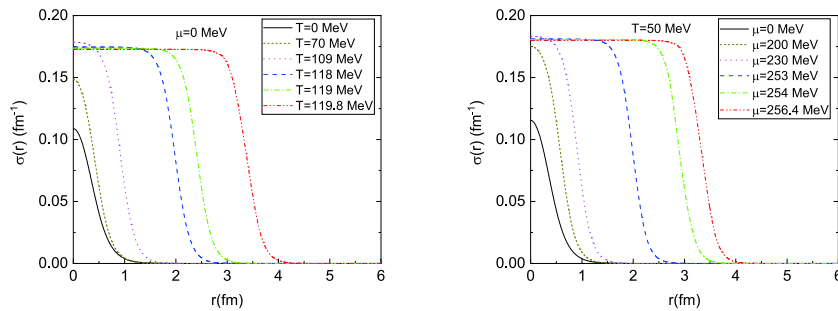 μ=0 MeV
T=0 MeV
T=70 MeV
T=109 MeV
T=118 MeV
T=119 MeV
T=119.8 MeV
0.20
0.15
0.10
0.05
0.00
σ(r) (fm⁻¹)
0 1 2 3 4 5 6
r(fm)
T=50 MeV
μ=0 MeV
μ=200 MeV
μ=230 MeV
μ=253 MeV
μ=254 MeV
μ=256.4 MeV
0.20
0.15
0.10
0.05
0.00
σ(r) (fm⁻¹)
0 1 2 3 4 5 6
r(fm)